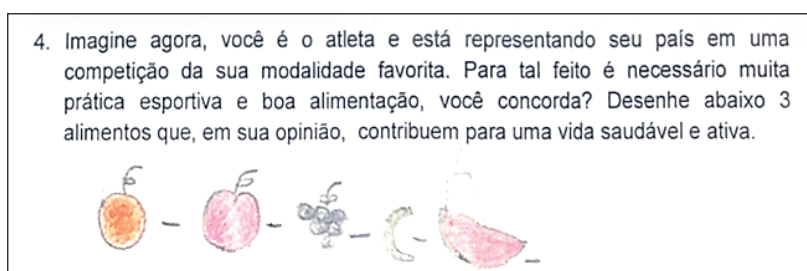 4. Imagine agora, você é o atleta e está representando seu país em uma
competição da sua modalidade favorita. Para tal feito é necessário muita
prática esportiva e boa alimentação, você concorda? Desenhe abaixo 3
alimentos que, em sua opinião, contribuem para uma vida saudável e ativa.